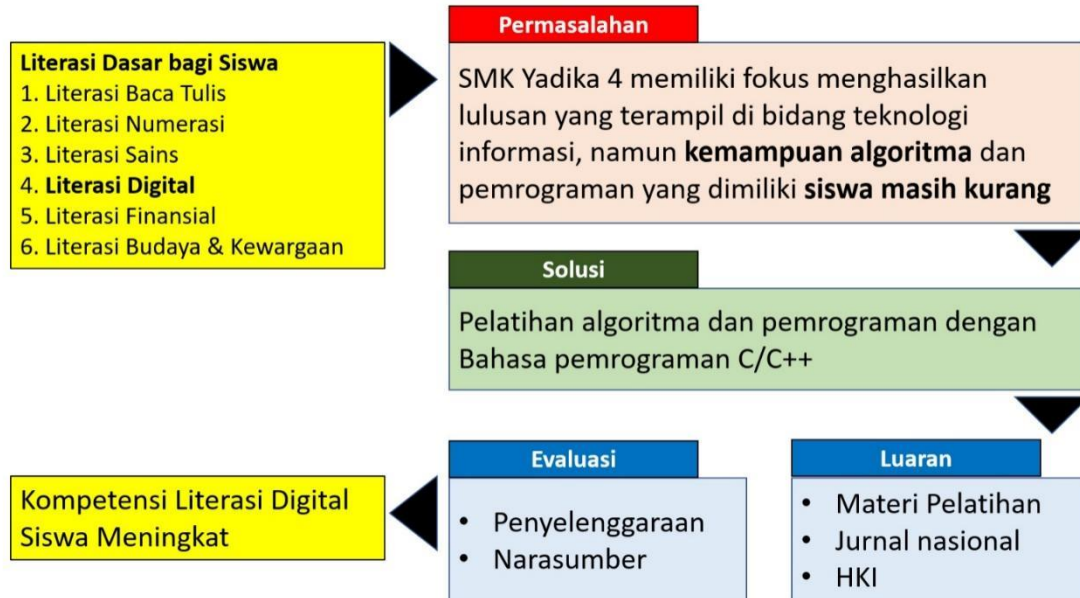 Literasi Dasar bagi Siswa
1. Literasi Baca Tulis
2. Literasi Numerasi
3. Literasi Sains
4. Literasi Digital
5. Literasi Finansial
6. Literasi Budaya & Kewargaan
Permasalahan
SMK Yadika 4 memiliki fokus menghasilkan
lulusan yang terampil di bidang teknologi
informasi, namun kemampuan algoritma dan
pemrograman yang dimiliki siswa masih kurang
Solusi
Pelatihan algoritma dan pemrograman dengan
Bahasa pemrograman C/C++
Evaluasi
• Penyelenggaraan
• Narasumber
Luaran
• Materi Pelatihan
• Jurnal nasional
• HKI
Kompetensi Literasi Digital
Siswa Meningkat